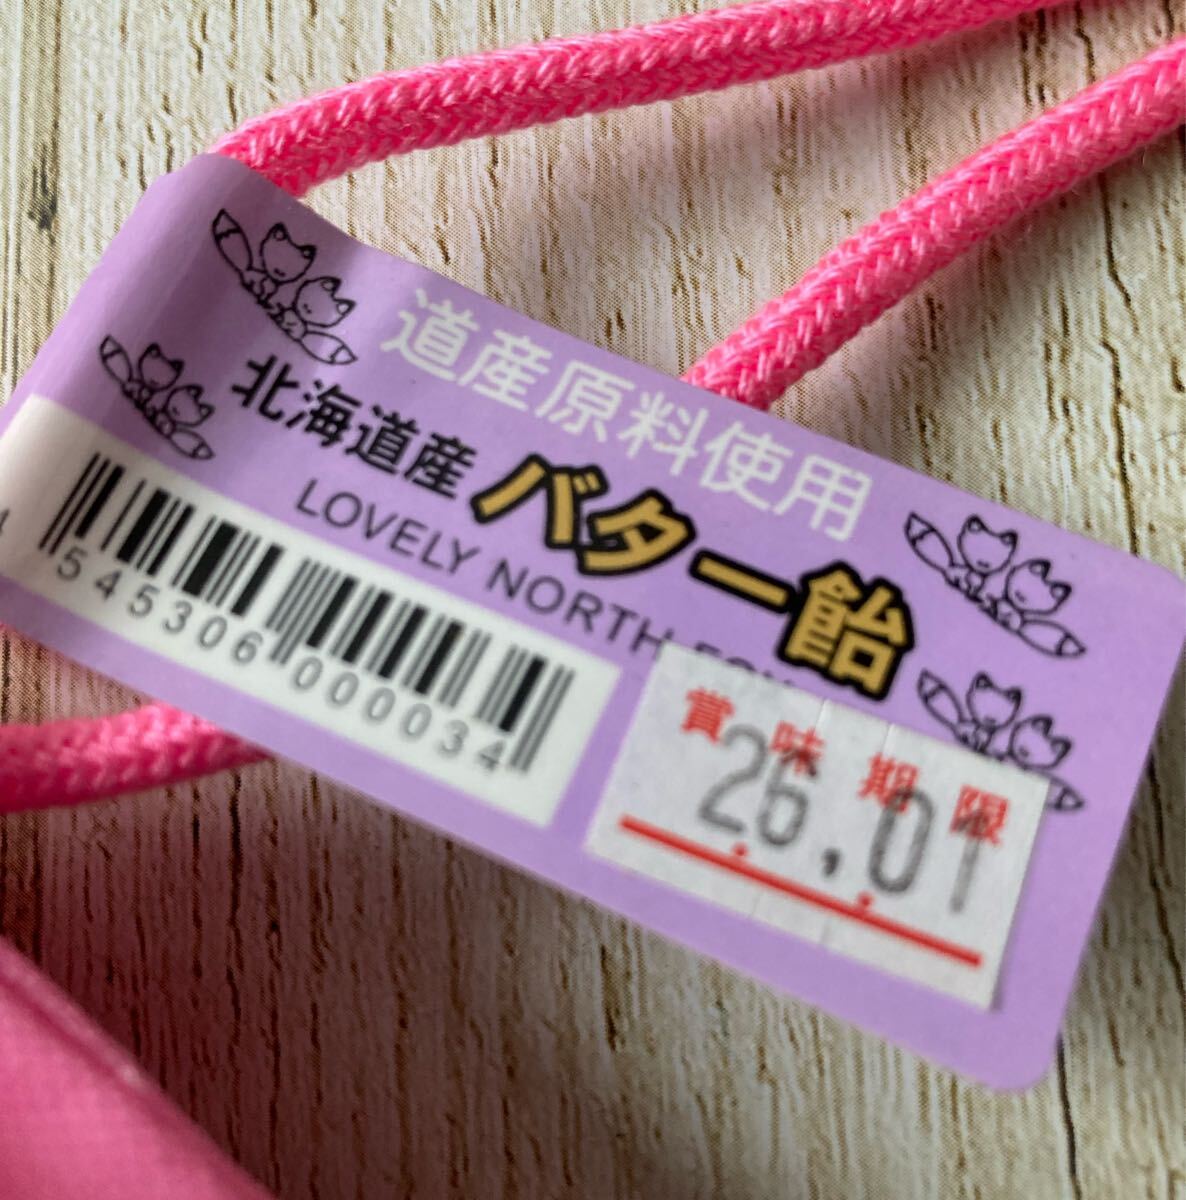 道産原料使用
北海道産 バター飴
LOVELY NORTH
4 545306 000034
賞味期限
26.01